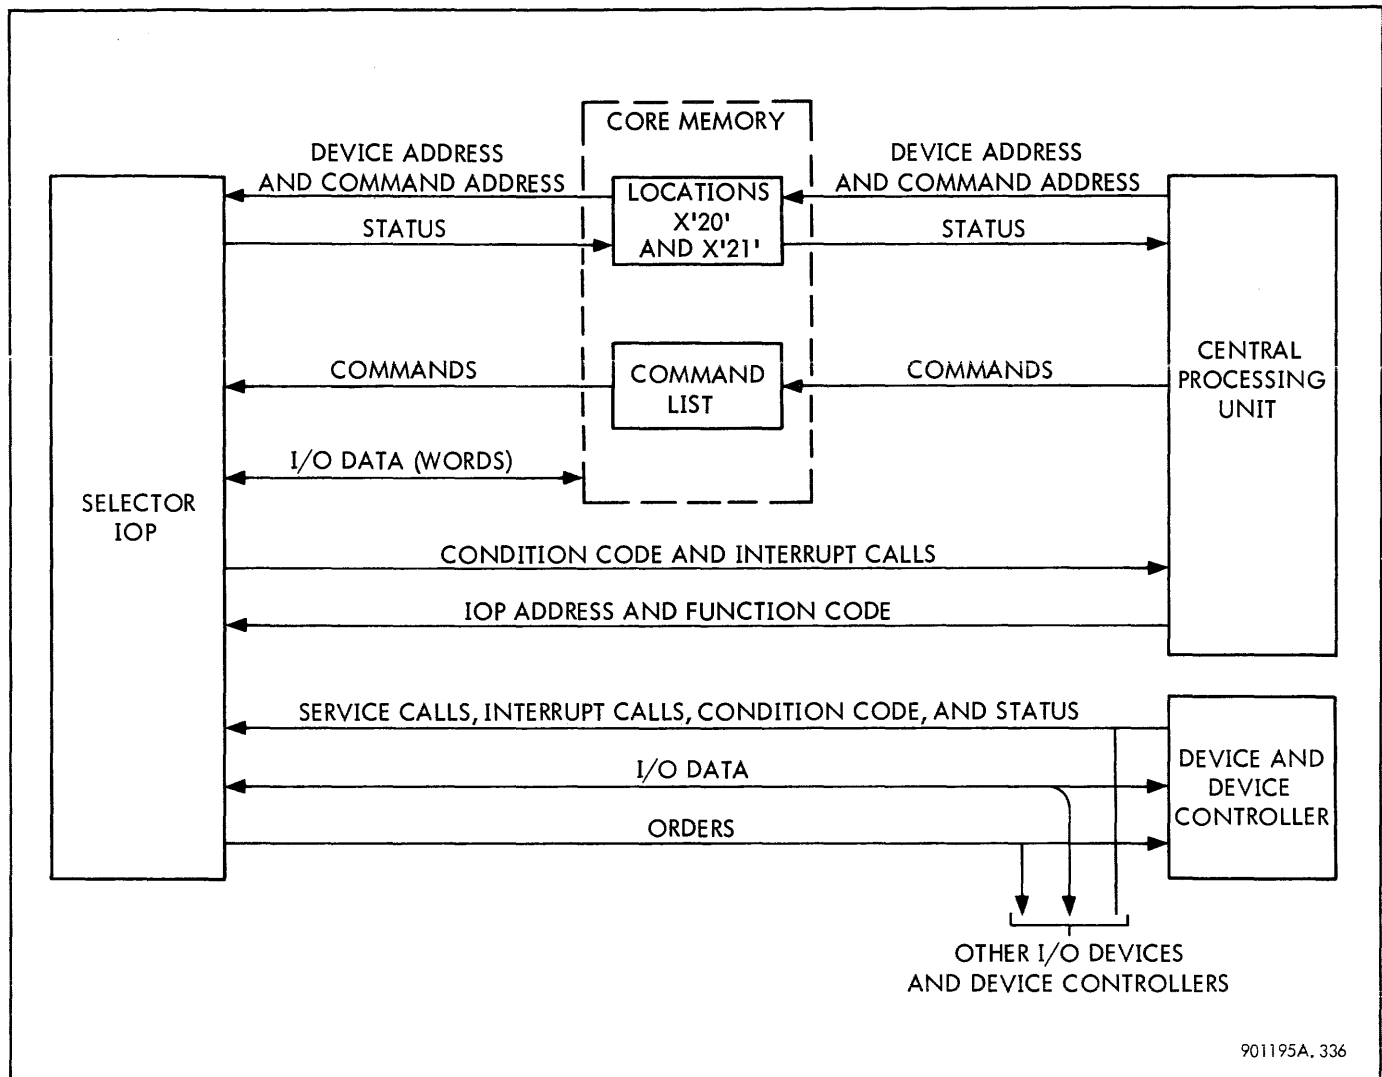 CORE MEMORY
DEVICE ADDRESS
AND COMMAND ADDRESS
DEVICE ADDRESS
AND COMMAND ADDRESS
LOCATIONS
X'20'
AND X'21'
STATUS
STATUS
COMMANDS
COMMAND
LIST
COMMANDS
CENTRAL
PROCESSING
UNIT
I/O DATA (WORDS)
SELECTOR
IOP
CONDITION CODE AND INTERRUPT CALLS
IOP ADDRESS AND FUNCTION CODE
SERVICE CALLS, INTERRUPT CALLS, CONDITION CODE, AND STATUS
I/O DATA
DEVICE AND
DEVICE
CONTROLLER
ORDERS
OTHER I/O DEVICES
AND DEVICE CONTROLLERS
901195A. 336